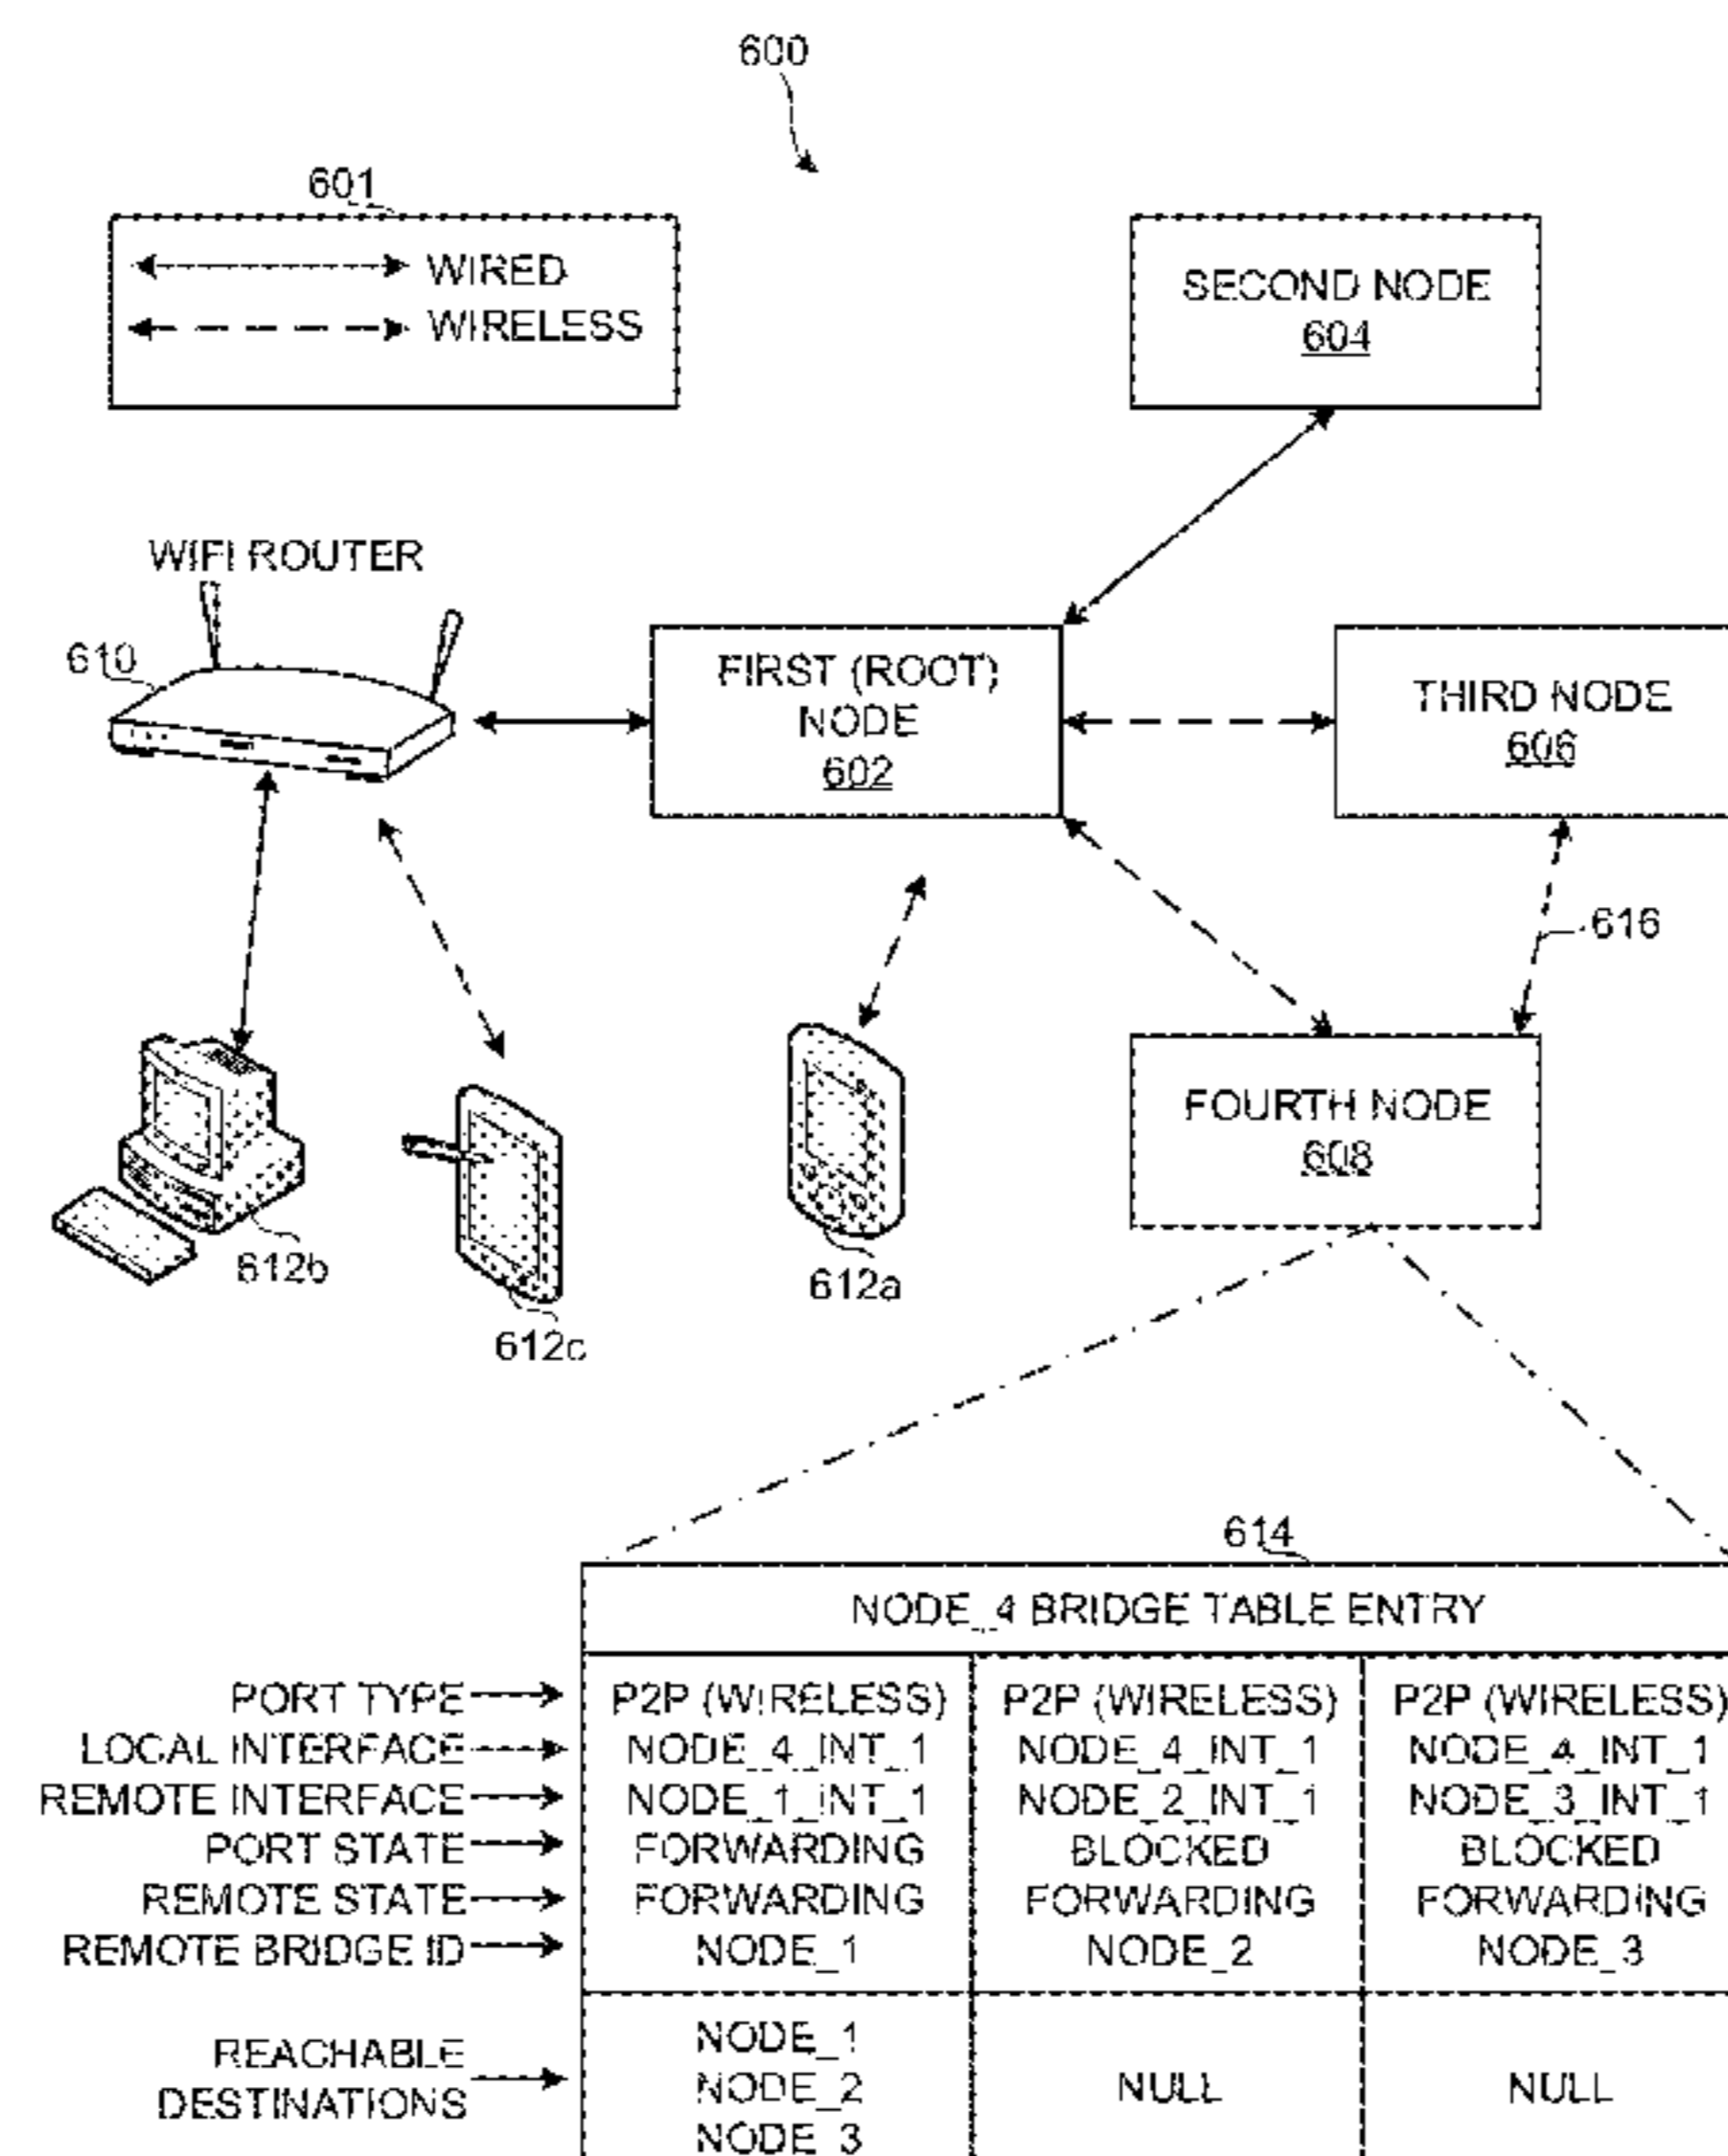 600
601
WIRED
WIRELESS
SECOND NODE
604
WIFI ROUTER
610
FIRST (ROOT)
NODE
602
THIRD NODE
606
616
FOURTH NODE
608
612b
612c
612a
614
NODE_4 BRIDGE TABLE ENTRY
PORT TYPE P2P (WIRELESS) P2P (WIRELESS) P2P (WIRELESS)
LOCAL INTERFACE NODE_4_INT_1 NODE_4_INT_1 NODE_4_INT_1
REMOTE INTERFACE NODE_1_INT_1 NODE_2_INT_1 NODE_3_INT_1
PORT STATE FORWARDING BLOCKED BLOCKED
REMOTE STATE FORWARDING FORWARDING FORWARDING
REMOTE BRIDGE ID NODE_1 NODE_2 NODE_3
REACHABLE
DESTINATIONS
NODE_1
NODE_2
NODE_3
NULL
NULL